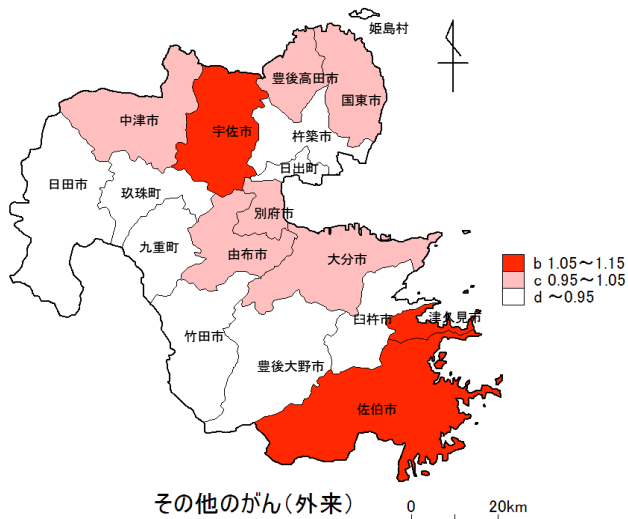 姫島村
豊後高田市
国東市
中津市
宇佐市
杵築市
日出町
日田市
玖珠町
別府市
九重町
由布市
大分市
b 1.05～1.15
c 0.95～1.05
d ～0.95
臼杵市
津久見市
竹田市
豊後大野市
佐伯市
その他のがん(外来)
0 20km